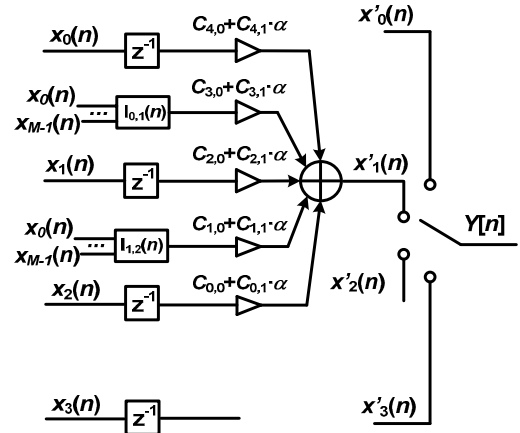 x₀(n) z⁻¹ C₄,₀+C₄,₁·α x'₀(n)
x₀(n) ... x_M-1(n) I₀,₁(n) C₃,₀+C₃,₁·α
x₁(n) z⁻¹ C₂,₀+C₂,₁·α x'₁(n)
x₀(n) ... x_M-1(n) I₁,₂(n) C₁,₀+C₁,₁·α Y[n]
x₂(n) z⁻¹ C₀,₀+C₀,₁·α x'₂(n)
x₃(n) z⁻¹ x'₃(n)